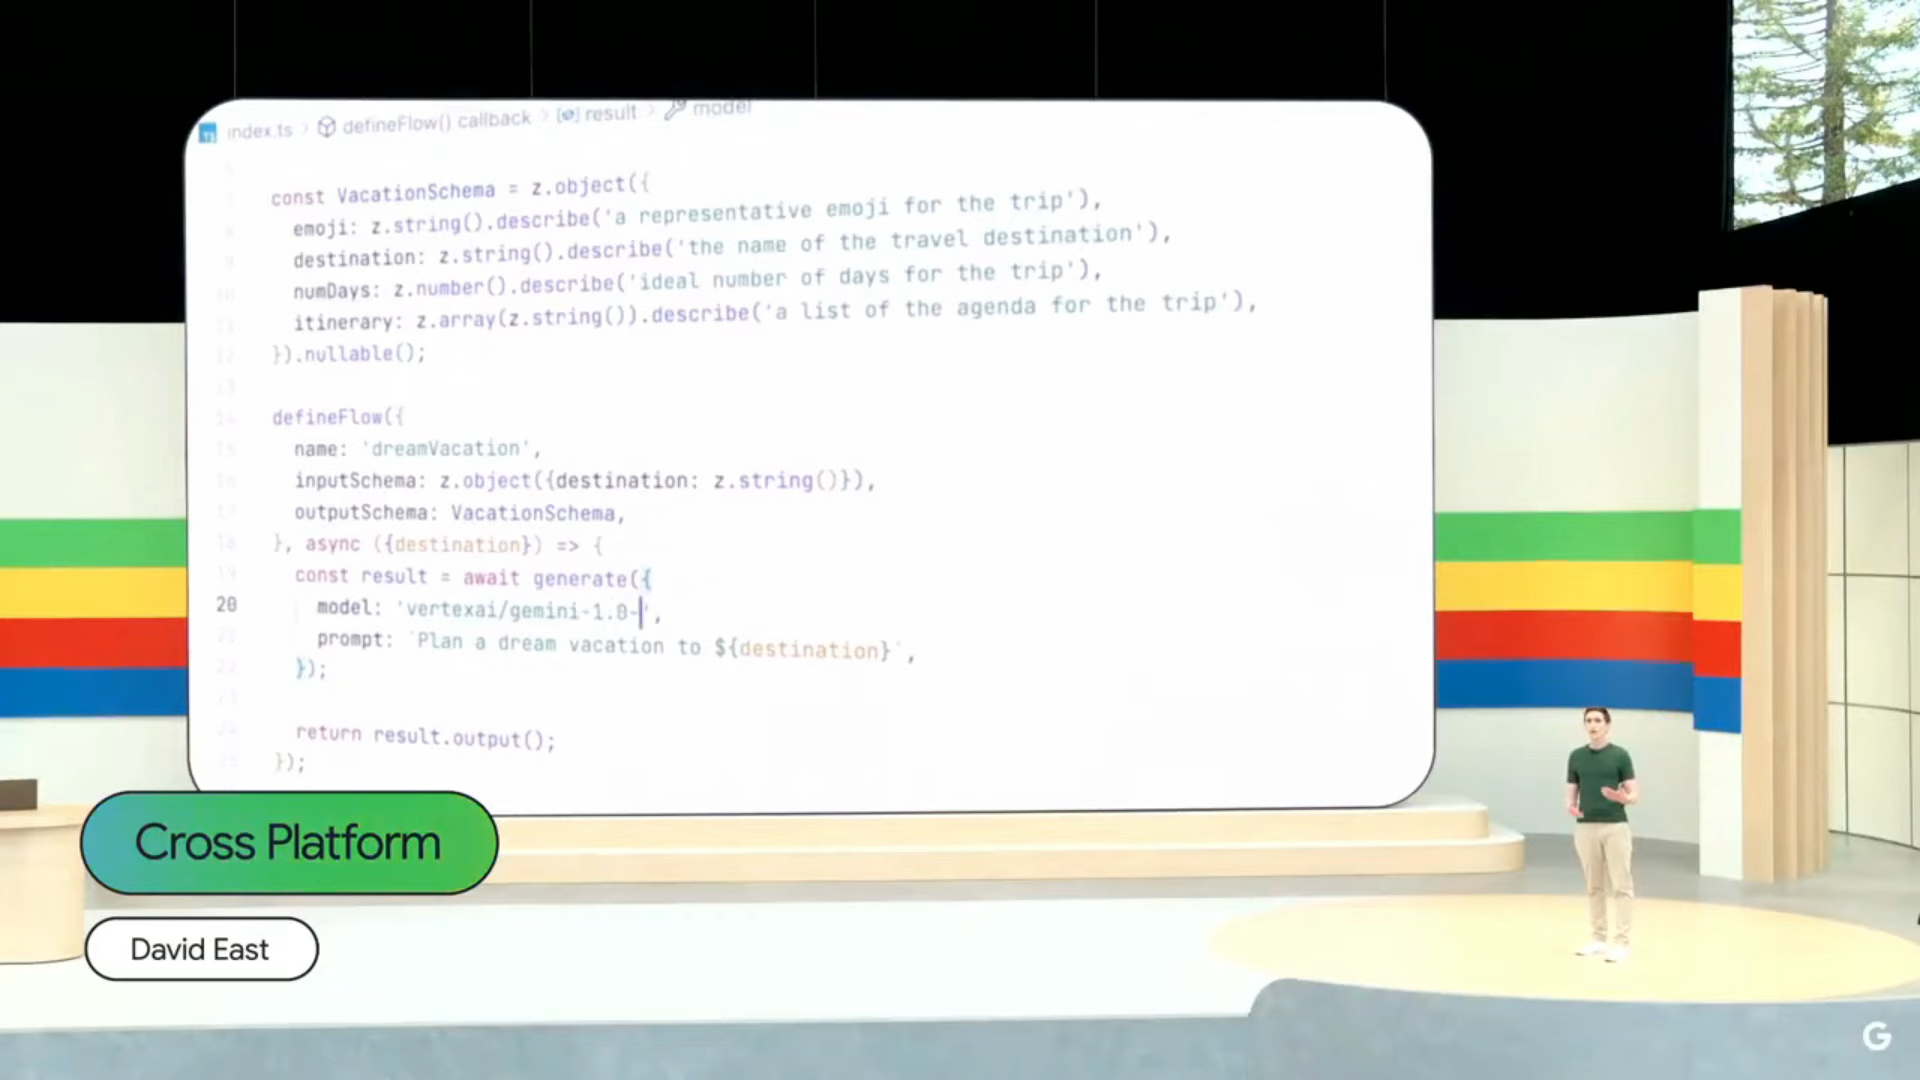 index.ts > defineFlow() callback > result > model
const VacationSchema = z.object({
emoji: z.string().describe('a representative emoji for the trip'),
destination: z.string().describe('the name of the travel destination'),
numDays: z.number().describe('ideal number of days for the trip'),
itinerary: z.array(z.string()).describe('a list of the agenda for the trip'),
}).nullable();
defineFlow({
name: 'dreamVacation',
inputSchema: z.object({destination: z.string()}),
outputSchema: VacationSchema,
}, async ({destination}) => {
const result = await generate({
20 model: 'vertexai/gemini-1.0-',
prompt: `Plan a dream vacation to ${destination}`,
});
return result.output();
});
Cross Platform
David East
G